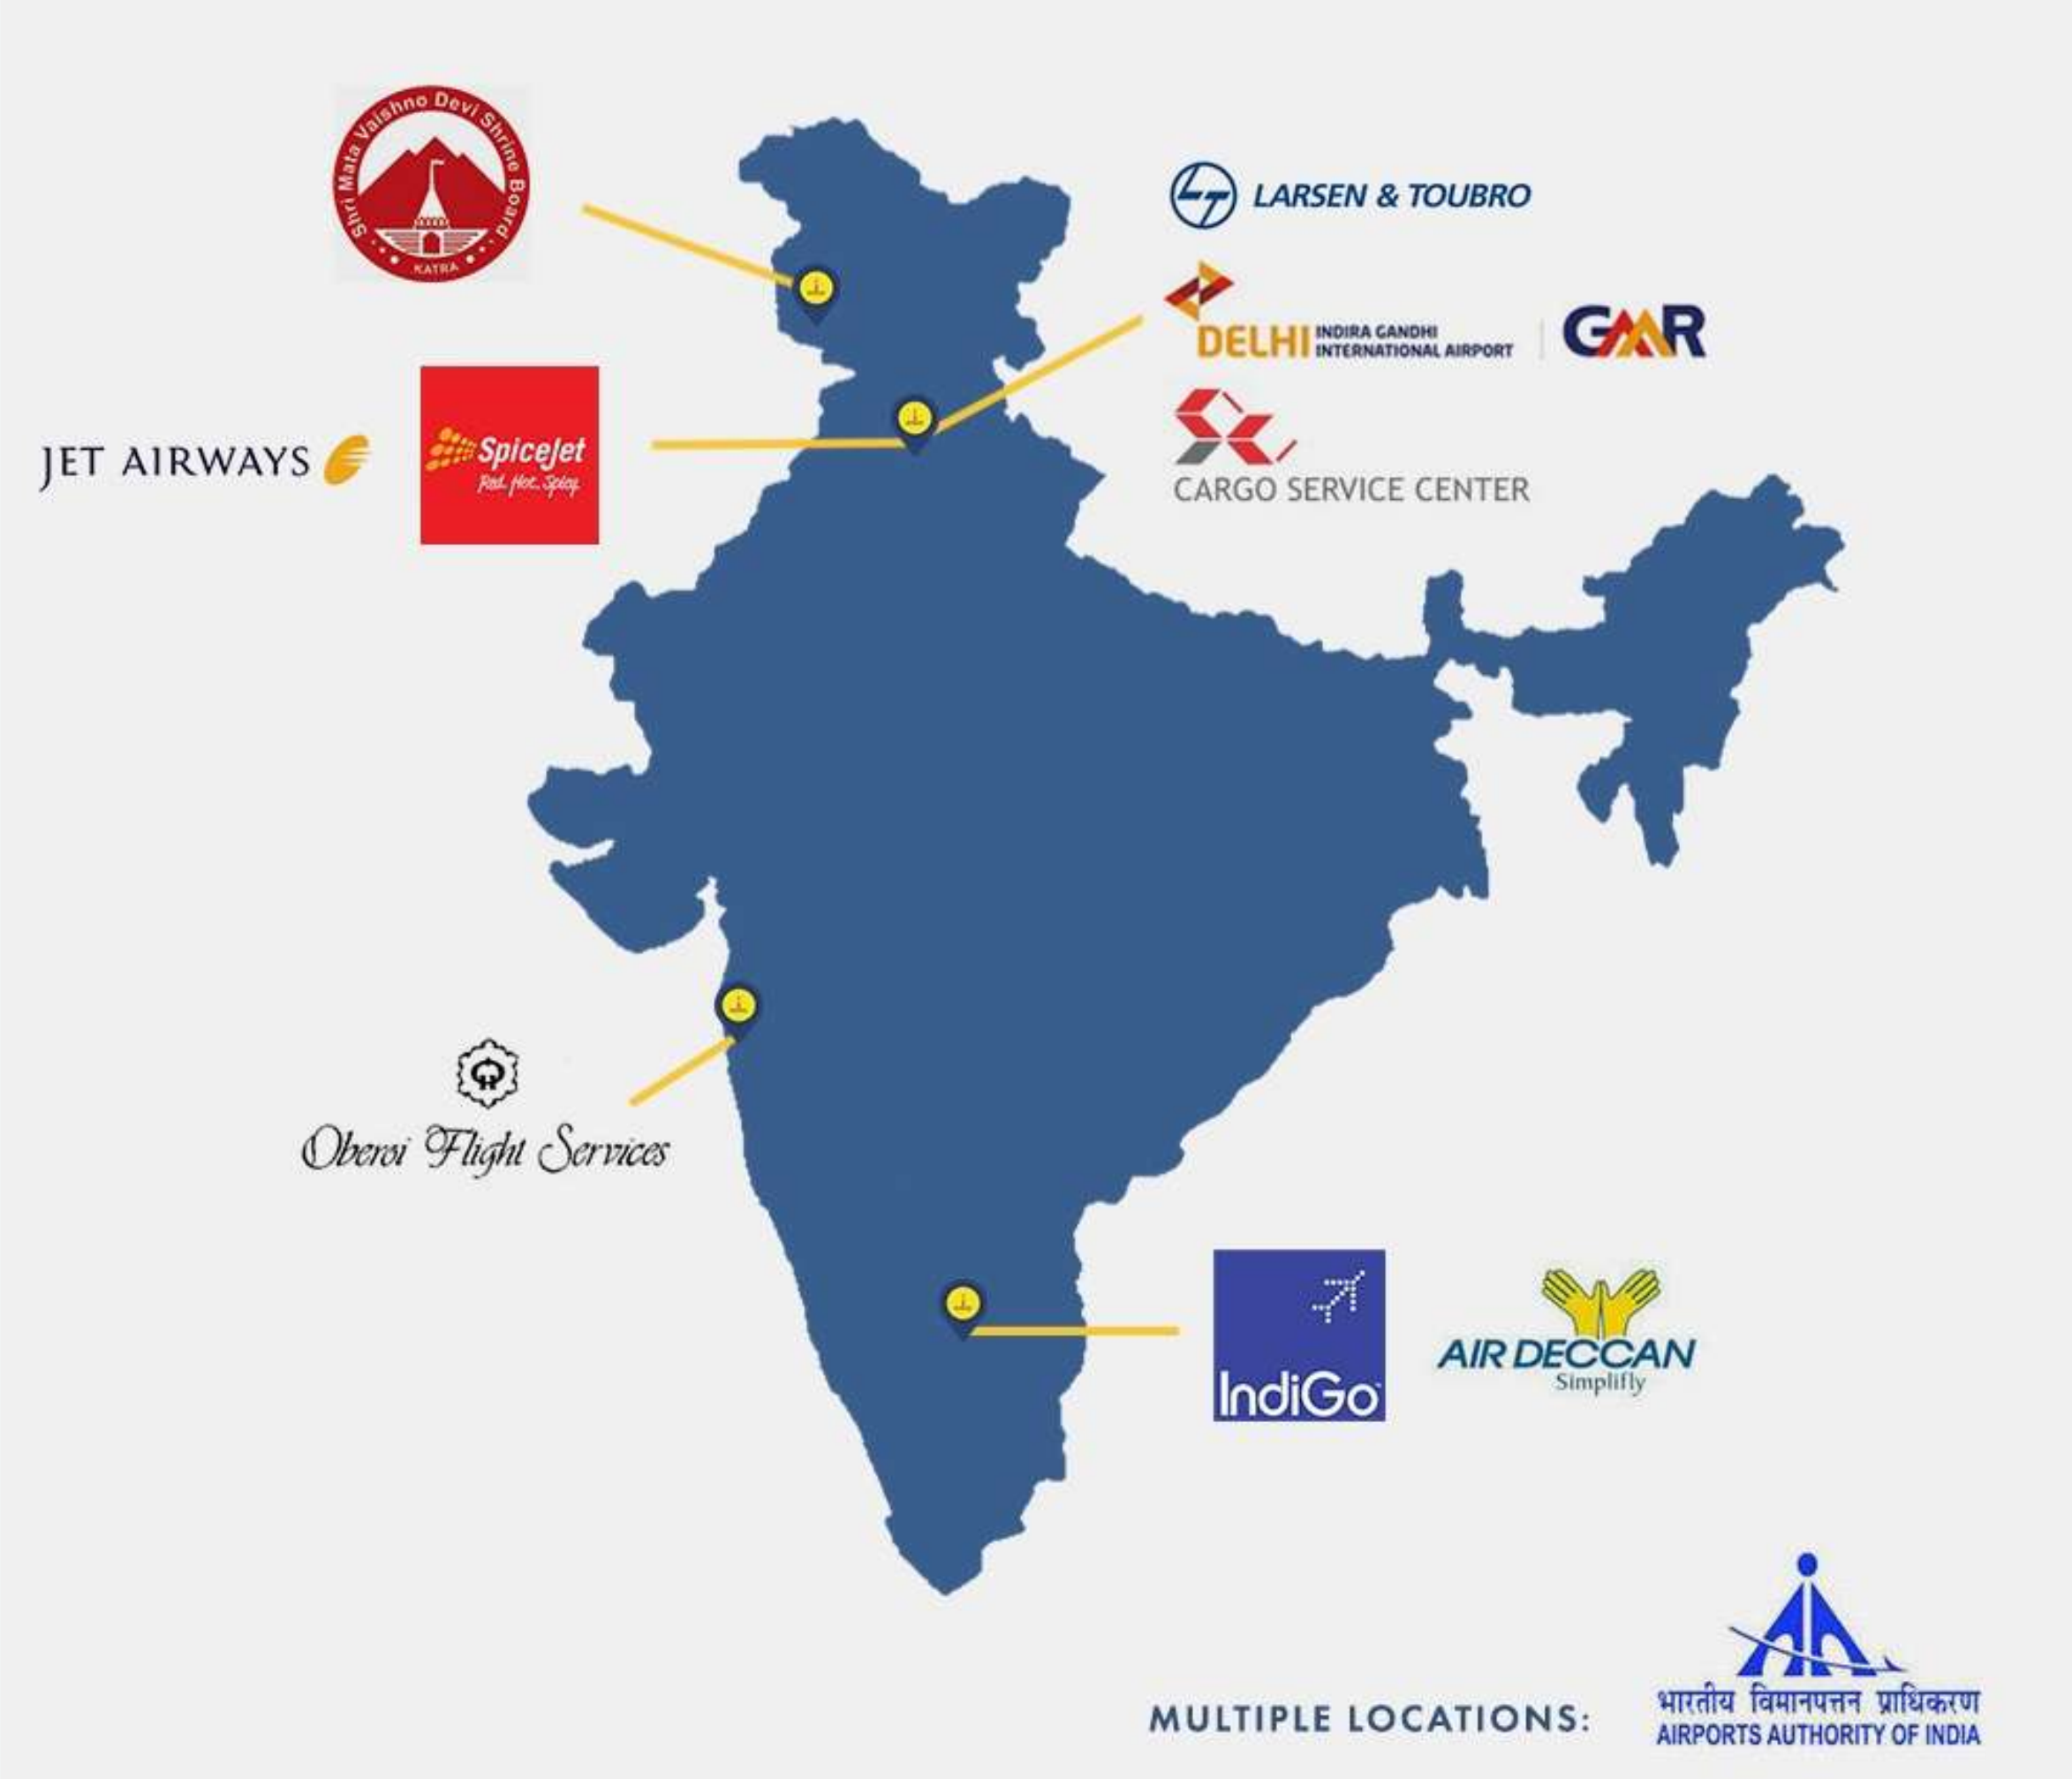 Shri Mata Vaishno Devi Shrine Board
KATRA
LARSEN & TOUBRO
DELHI INDIRA GANDHI
INTERNATIONAL AIRPORT
GMR
JET AIRWAYS
SpiceJet
Red. Hot. Spicy
CARGO SERVICE CENTER
Oberoi Flight Services
IndiGo
AIR DECCAN
Simplifly
MULTIPLE LOCATIONS:
भारतीय विमानपत्तन प्राधिकरण
AIRPORTS AUTHORITY OF INDIA